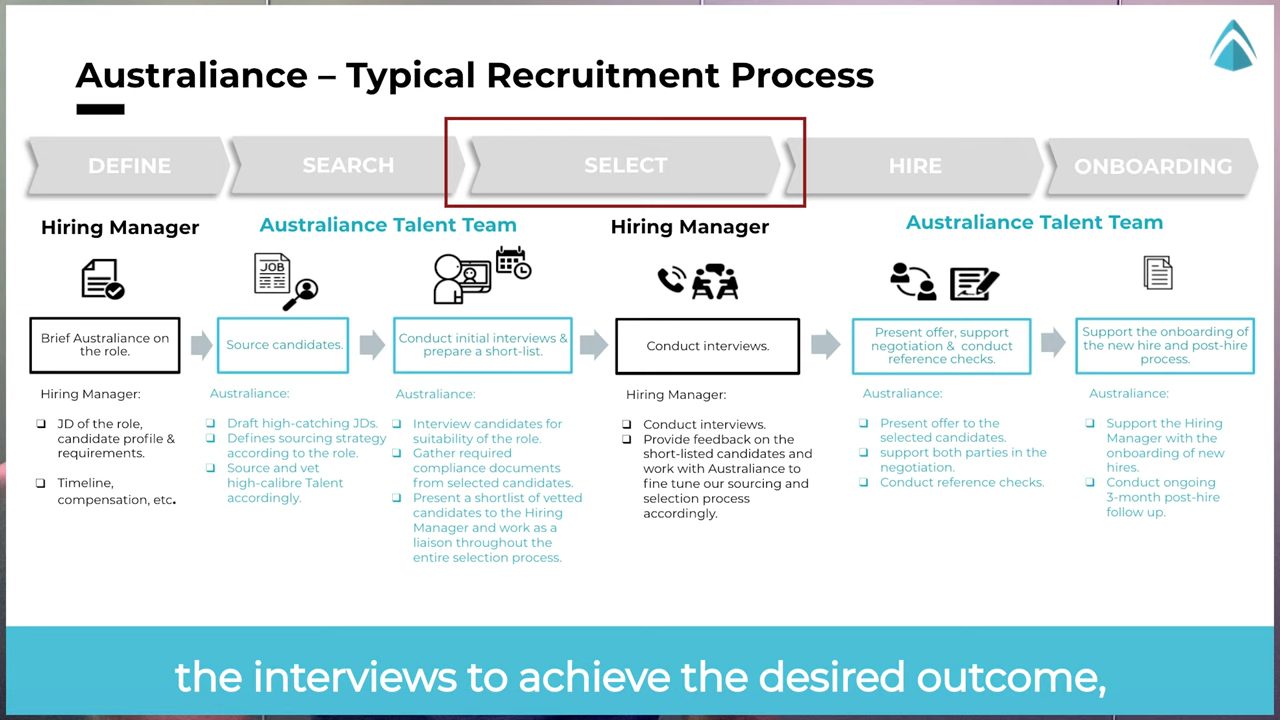 Australiance – Typical Recruitment Process
DEFINE
SEARCH
SELECT
HIRE
ONBOARDING
Hiring Manager
Australiance Talent Team
Hiring Manager
Australiance Talent Team
JOB
Brief Australiance on
the role.
Source candidates.
Conduct initial interviews &
prepare a short-list.
Conduct interviews.
Present offer, support
negotiation & conduct
reference checks.
Support the onboarding of
the new hire and post-hire
process.
Hiring Manager:
❑ JD of the role,
candidate profile &
requirements.
❑ Timeline,
compensation, etc.
Australiance:
❑ Draft high-catching JDs.
❑ Defines sourcing strategy
according to the role.
❑ Source and vet
high-calibre Talent
accordingly.
Australiance:
❑ Interview candidates for
suitability of the role.
❑ Gather required
compliance documents
from selected candidates.
❑ Present a shortlist of vetted
candidates to the Hiring
Manager and work as a
liaison throughout the
entire selection process.
Hiring Manager:
❑ Conduct interviews.
❑ Provide feedback on the
short-listed candidates and
work with Australiance to
fine tune our sourcing and
selection process
accordingly.
Australiance:
❑ Present offer to the
selected candidates.
❑ support both parties in the
negotiation.
❑ Conduct reference checks.
Australiance:
❑ Support the Hiring
Manager with the
onboarding of new
hires.
❑ Conduct ongoing
3-month post-hire
follow up.
the interviews to achieve the desired outcome,